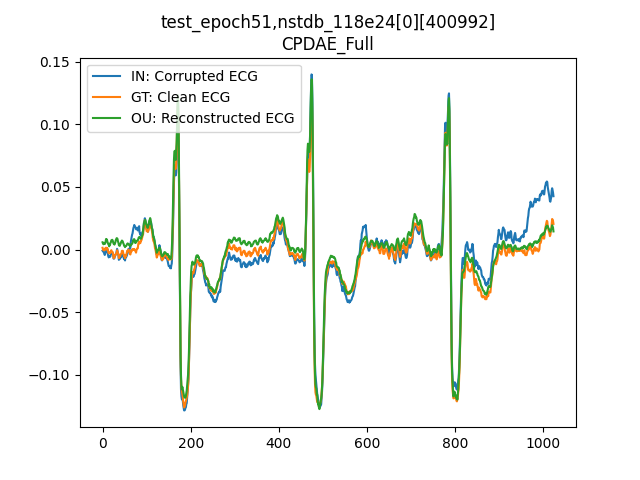 test_epoch51,nstdb_118e24[0][400992]
CPDAE_Full
0.15
0.10
0.05
0.00
−0.05
−0.10
IN: Corrupted ECG
GT: Clean ECG
OU: Reconstructed ECG
0
200
400
600
800
1000